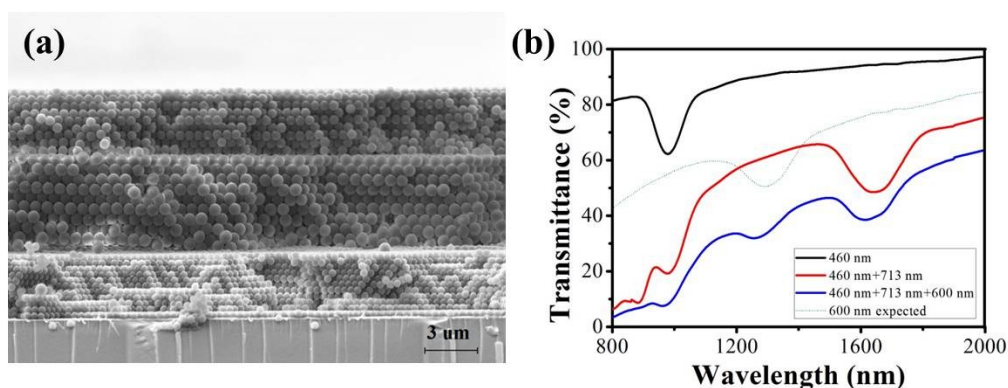 (a)
3 um
(b)
Transmittance (%)
100
80
60
40
20
0
460 nm
460 nm+713 nm
460 nm+713 nm+600 nm
600 nm expected
800
1200
1600
2000
Wavelength (nm)